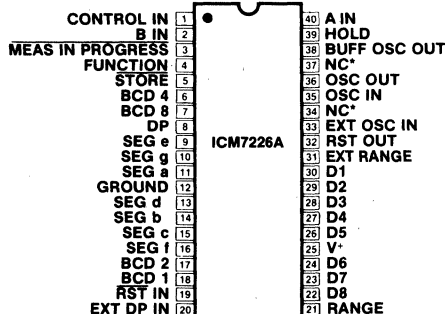 CONTROL IN 1
B IN 2
MEAS IN PROGRESS 3
FUNCTION 4
STORE 5
BCD 4 6
BCD 8 7
DP 8
SEG e 9
SEG g 10
SEG a 11
GROUND 12
SEG d 13
SEG b 14
SEG c 15
SEG f 16
BCD 2 17
BCD 1 18
RST IN 19
EXT DP IN 20
ICM7226A
40 A IN
39 HOLD
38 BUFF OSC OUT
37 NC*
36 OSC OUT
35 OSC IN
34 NC*
33 EXT OSC IN
32 RST OUT
31 EXT RANGE
30 D1
29 D2
28 D3
27 D4
26 D5
25 V+
24 D6
23 D7
22 D8
21 RANGE